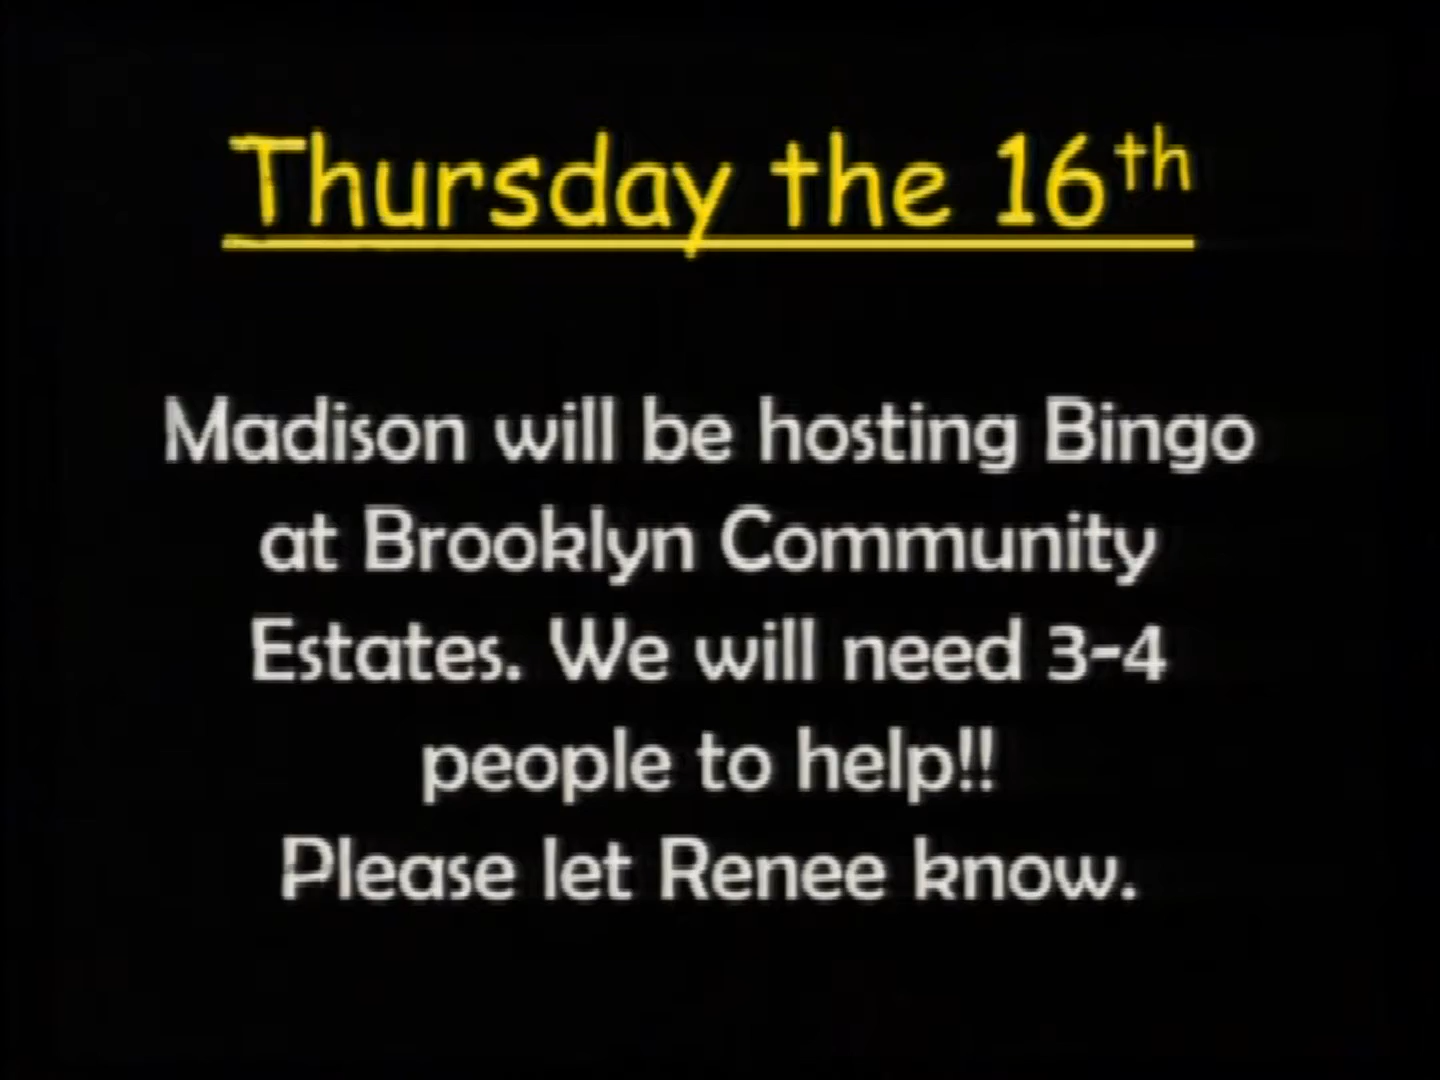 Thursday the 16th
Madison will be hosting Bingo
at Brooklyn Community
Estates. We will need 3-4
people to help!!
Please let Renee know.